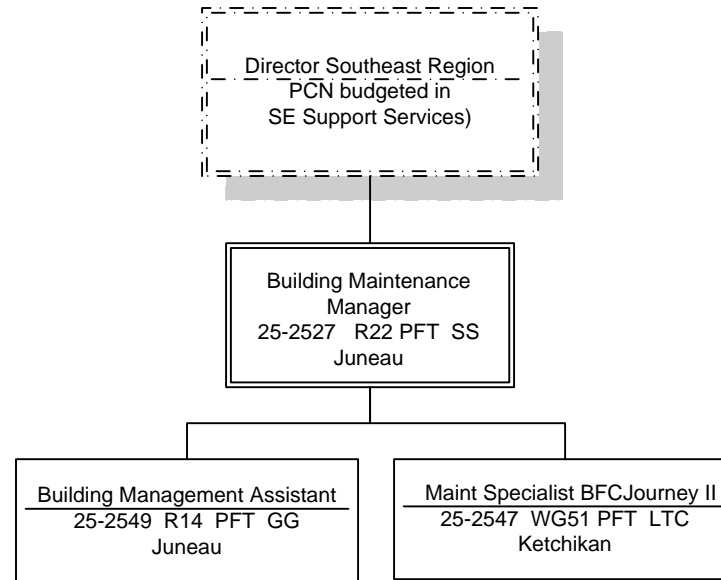 Director Southeast Region
PCN budgeted in
SE Support Services)
Building Maintenance
Manager
25-2527 R22 PFT SS
Juneau
Building Management Assistant
25-2549 R14 PFT GG
Juneau
Maint Specialist BFCJourney II
25-2547 WG51 PFT LTC
Ketchikan